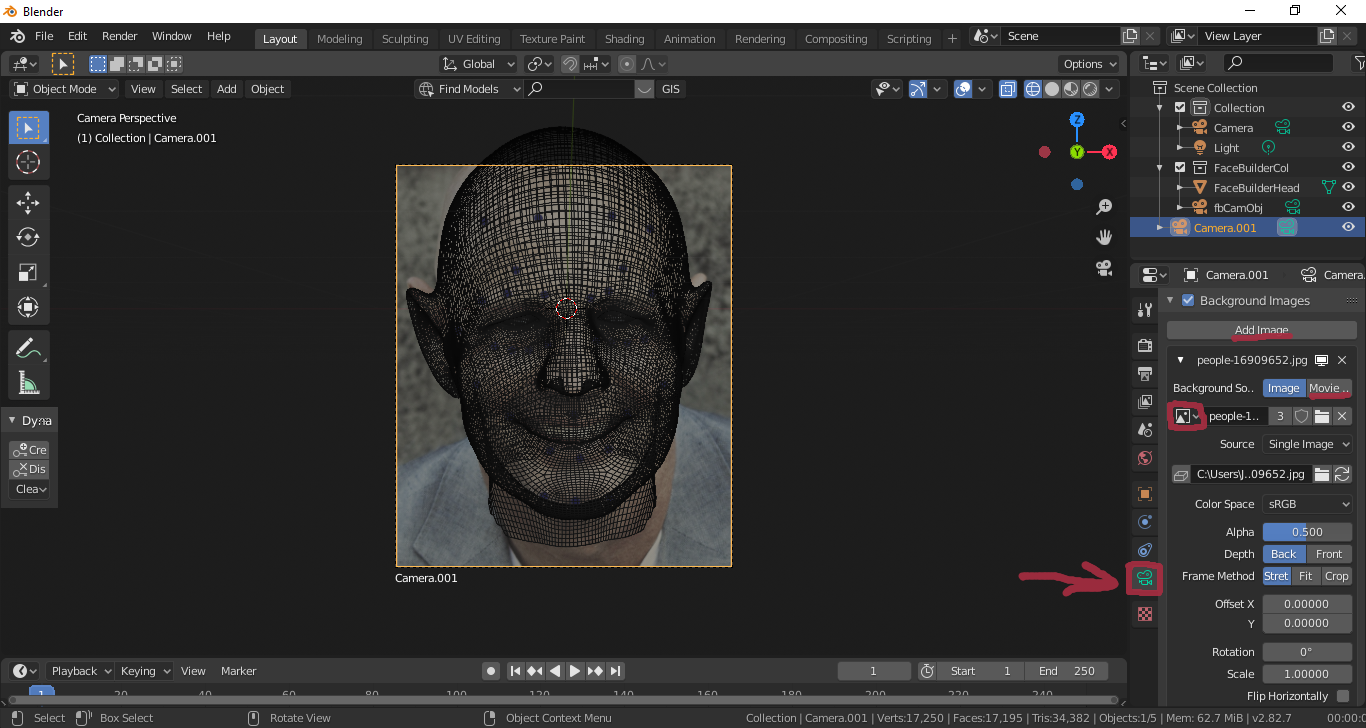 Blender
File Edit Render Window Help Layout Modeling Sculpting UV Editing Texture Paint Shading Animation Rendering Compositing Scripting + Scene View Layer
Global Options
Object Mode View Select Add Object Find Models GIS
Camera Perspective
(1) Collection | Camera.001
Z
Y
X
Dyna
Cre
Dis
Clea
Camera.001
Scene Collection
Collection
Camera
Light
FaceBuilderCol
FaceBuilderHead
fbCamObj
Camera.001
Camera.001 Camera.
Background Images
Add Image
people-16909652.jpg
Background So.. Image Movie ..
people-1.. 3
Source Single Image
C:\Users\J..09652.jpg
Color Space sRGB
Alpha 0.500
Depth Back Front
Frame Method Stret Fit Crop
Offset X 0.00000
Y 0.00000
Rotation 0°
Scale 1.00000
Flip Horizontally
Playback Keying View Marker 1 Start 1 End 250
1 20 40 60 80 100 120 140 160 180 200 220 240
Select Box Select Rotate View Object Context Menu Collection | Camera.001 | Verts:17,250 | Faces:17,195 | Tris:34,382 | Objects:1/5 | Mem: 62.7 MiB | v2.82.7 00:00:0